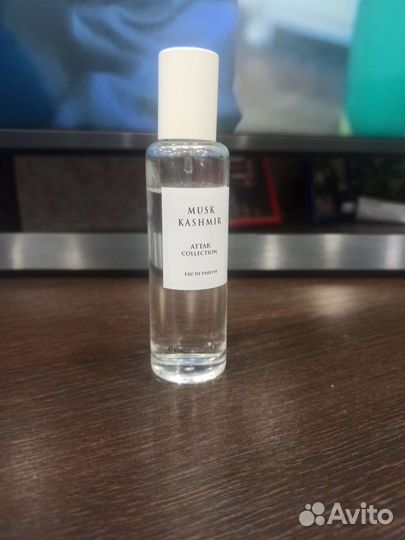 MUSK
KASHMIR
ATTAR
COLLECTION
EAU DE PARFUM
Avito